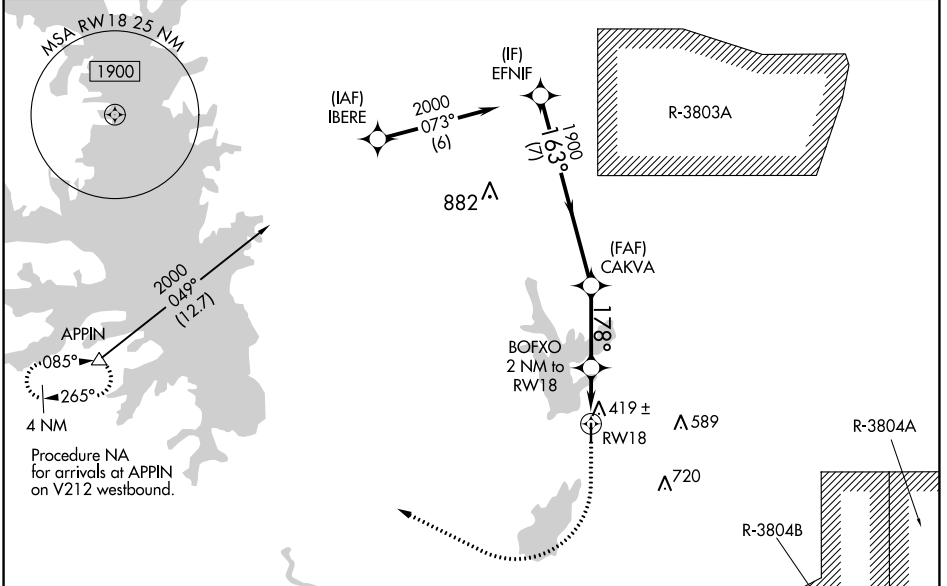 MSA RW18 25 NM
1900
(IAF)
IBERE
2000
073°
(6)
(IF)
EFNIF
1900
163°
(7)
R-3803A
882
(FAF)
CAKVA
178°
BOFXO
2 NM to
RW18
419 ±
RW18
589
720
2000
049°
(12.7)
APPIN
085°
265°
4 NM
Procedure NA
for arrivals at APPIN
on V212 westbound.
R-3804A
R-3804B